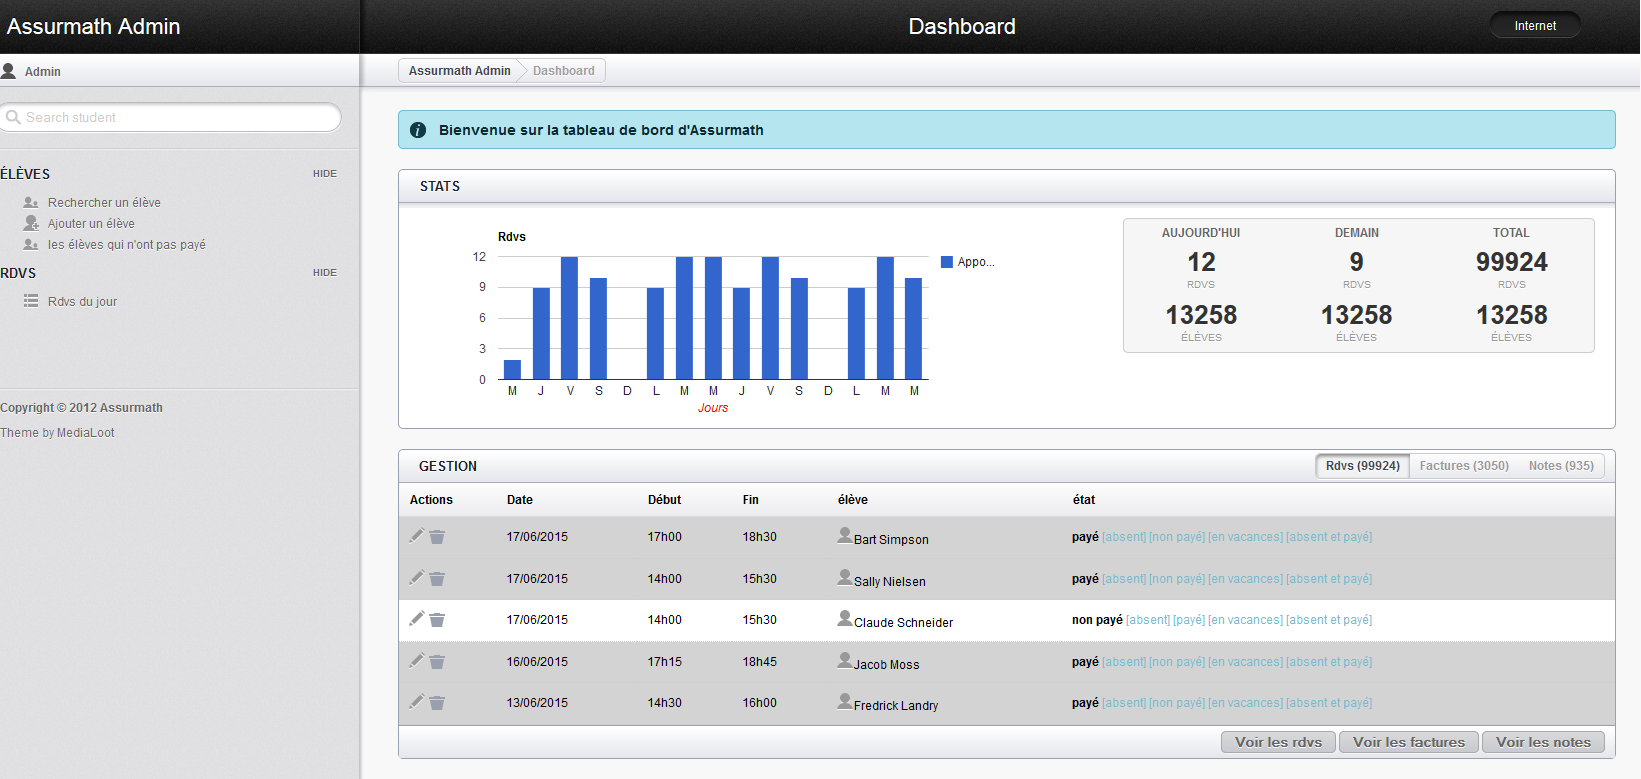 Assurmath Admin
Dashboard
Internet
Admin
Assurmath Admin
Dashboard
Search student
Bienvenue sur la tableau de bord d'Assurmath
ÉLÈVES
HIDE
Rechercher un élève
Ajouter un élève
les élèves qui n'ont pas payé
RDVS
HIDE
Rdvs du jour
Copyright © 2012 Assurmath
Theme by MediaLoot
STATS
Rdvs
12
9
6
3
0
M J V S D L M M J V S D L M M
Jours
Appo...
AUJOURD'HUI DEMAIN TOTAL
12 9 99924
RDVS RDVS RDVS
13258 13258 13258
ÉLÈVES ÉLÈVES ÉLÈVES
GESTION
Rdvs (99924) Factures (3050) Notes (935)
Actions Date Début Fin élève état
17/06/2015 17h00 18h30 Bart Simpson payé [absent] [non payé] [en vacances] [absent et payé]
17/06/2015 14h00 15h30 Sally Nielsen payé [absent] [non payé] [en vacances] [absent et payé]
17/06/2015 14h00 15h30 Claude Schneider non payé [absent] [payé] [en vacances] [absent et payé]
16/06/2015 17h15 18h45 Jacob Moss payé [absent] [non payé] [en vacances] [absent et payé]
13/06/2015 14h30 16h00 Fredrick Landry payé [absent] [non payé] [en vacances] [absent et payé]
Voir les rdvs Voir les factures Voir les notes